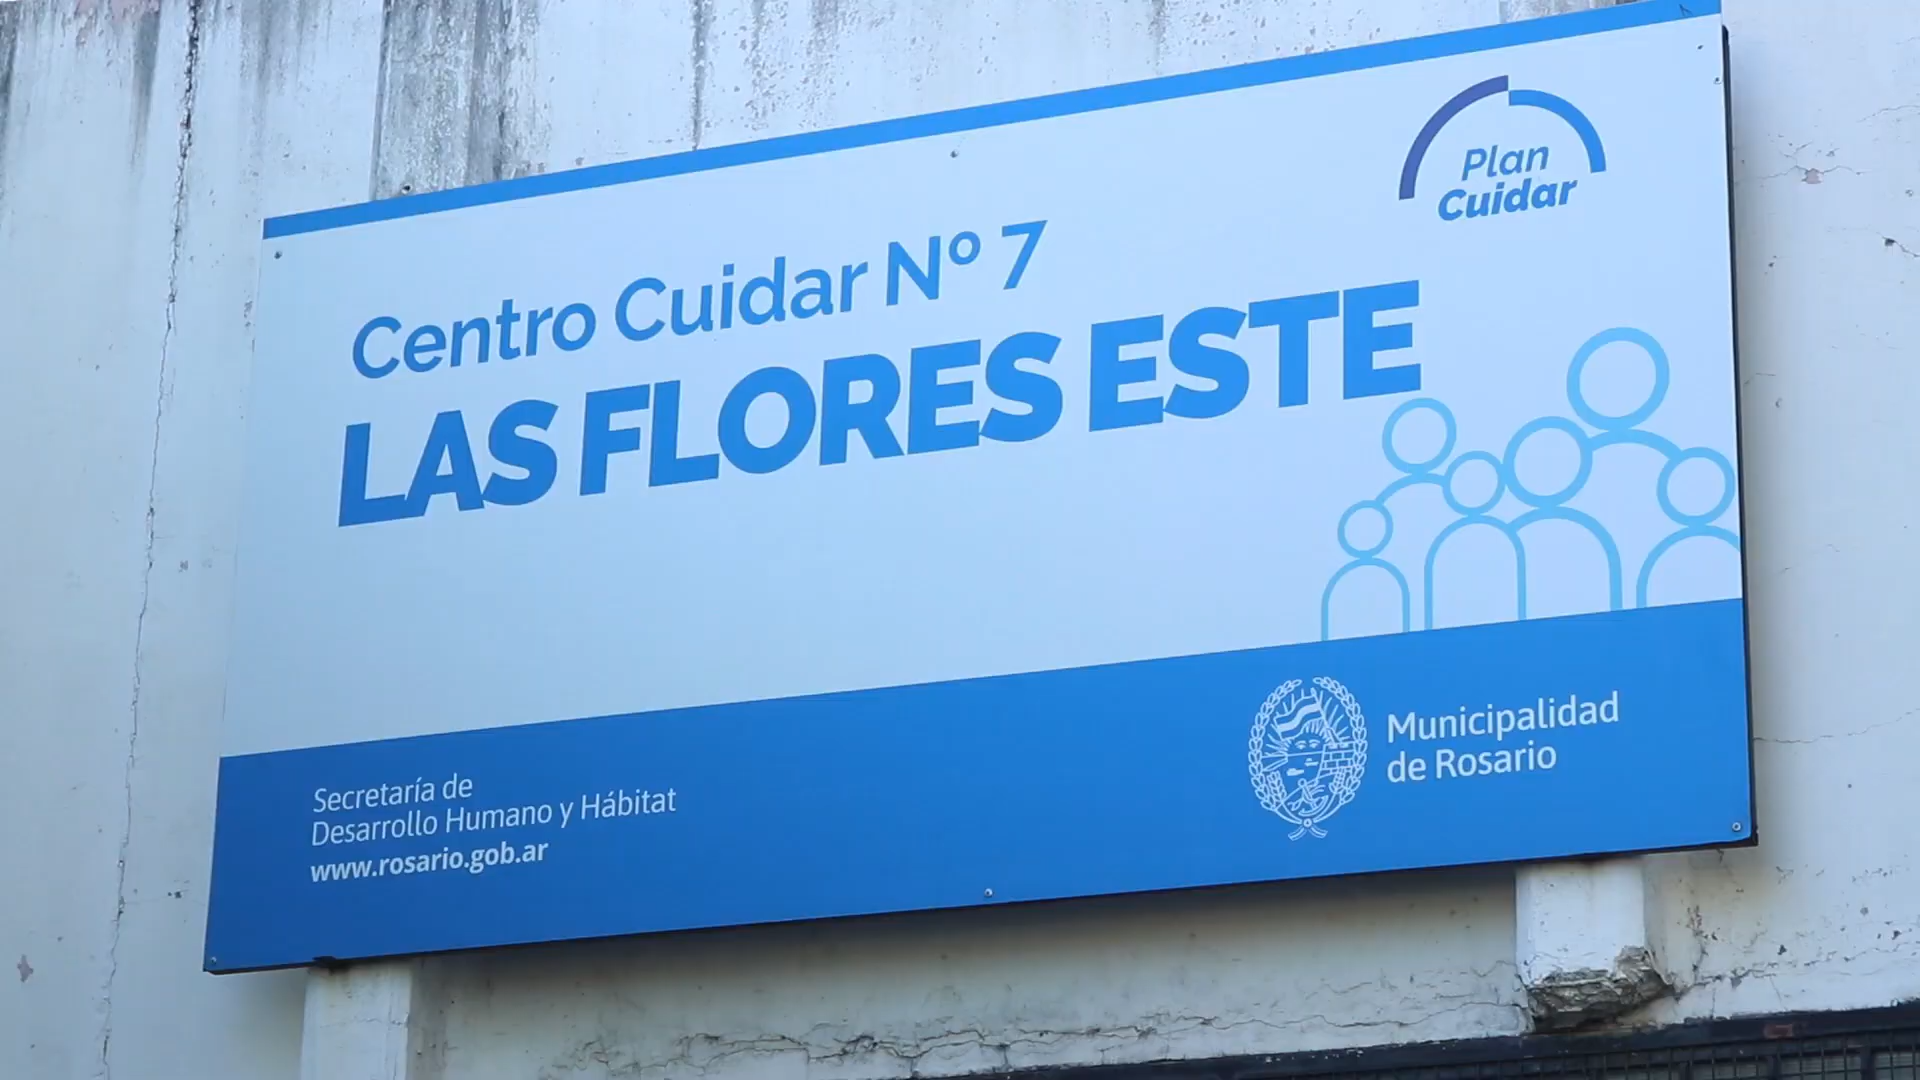 Plan
Cuidar
Centro Cuidar Nº 7
LAS FLORES ESTE
Secretaría de
Desarrollo Humano y Hábitat
www.rosario.gob.ar
Municipalidad
de Rosario